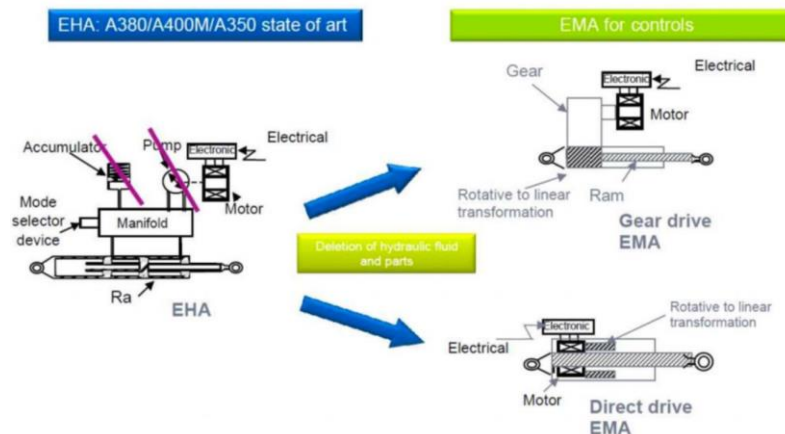 EHA: A380/A400M/A350 state of art
EMA for controls
Accumulator
Pump
Electronic
Electrical
Motor
Mode
selector
device
Manifold
Ra
EHA
Deletion of hydraulic fluid
and parts
Gear
Electronic
Electrical
Motor
Rotative to linear
transformation
Ram
Gear drive
EMA
Electronic
Rotative to linear
transformation
Electrical
Motor
Direct drive
EMA